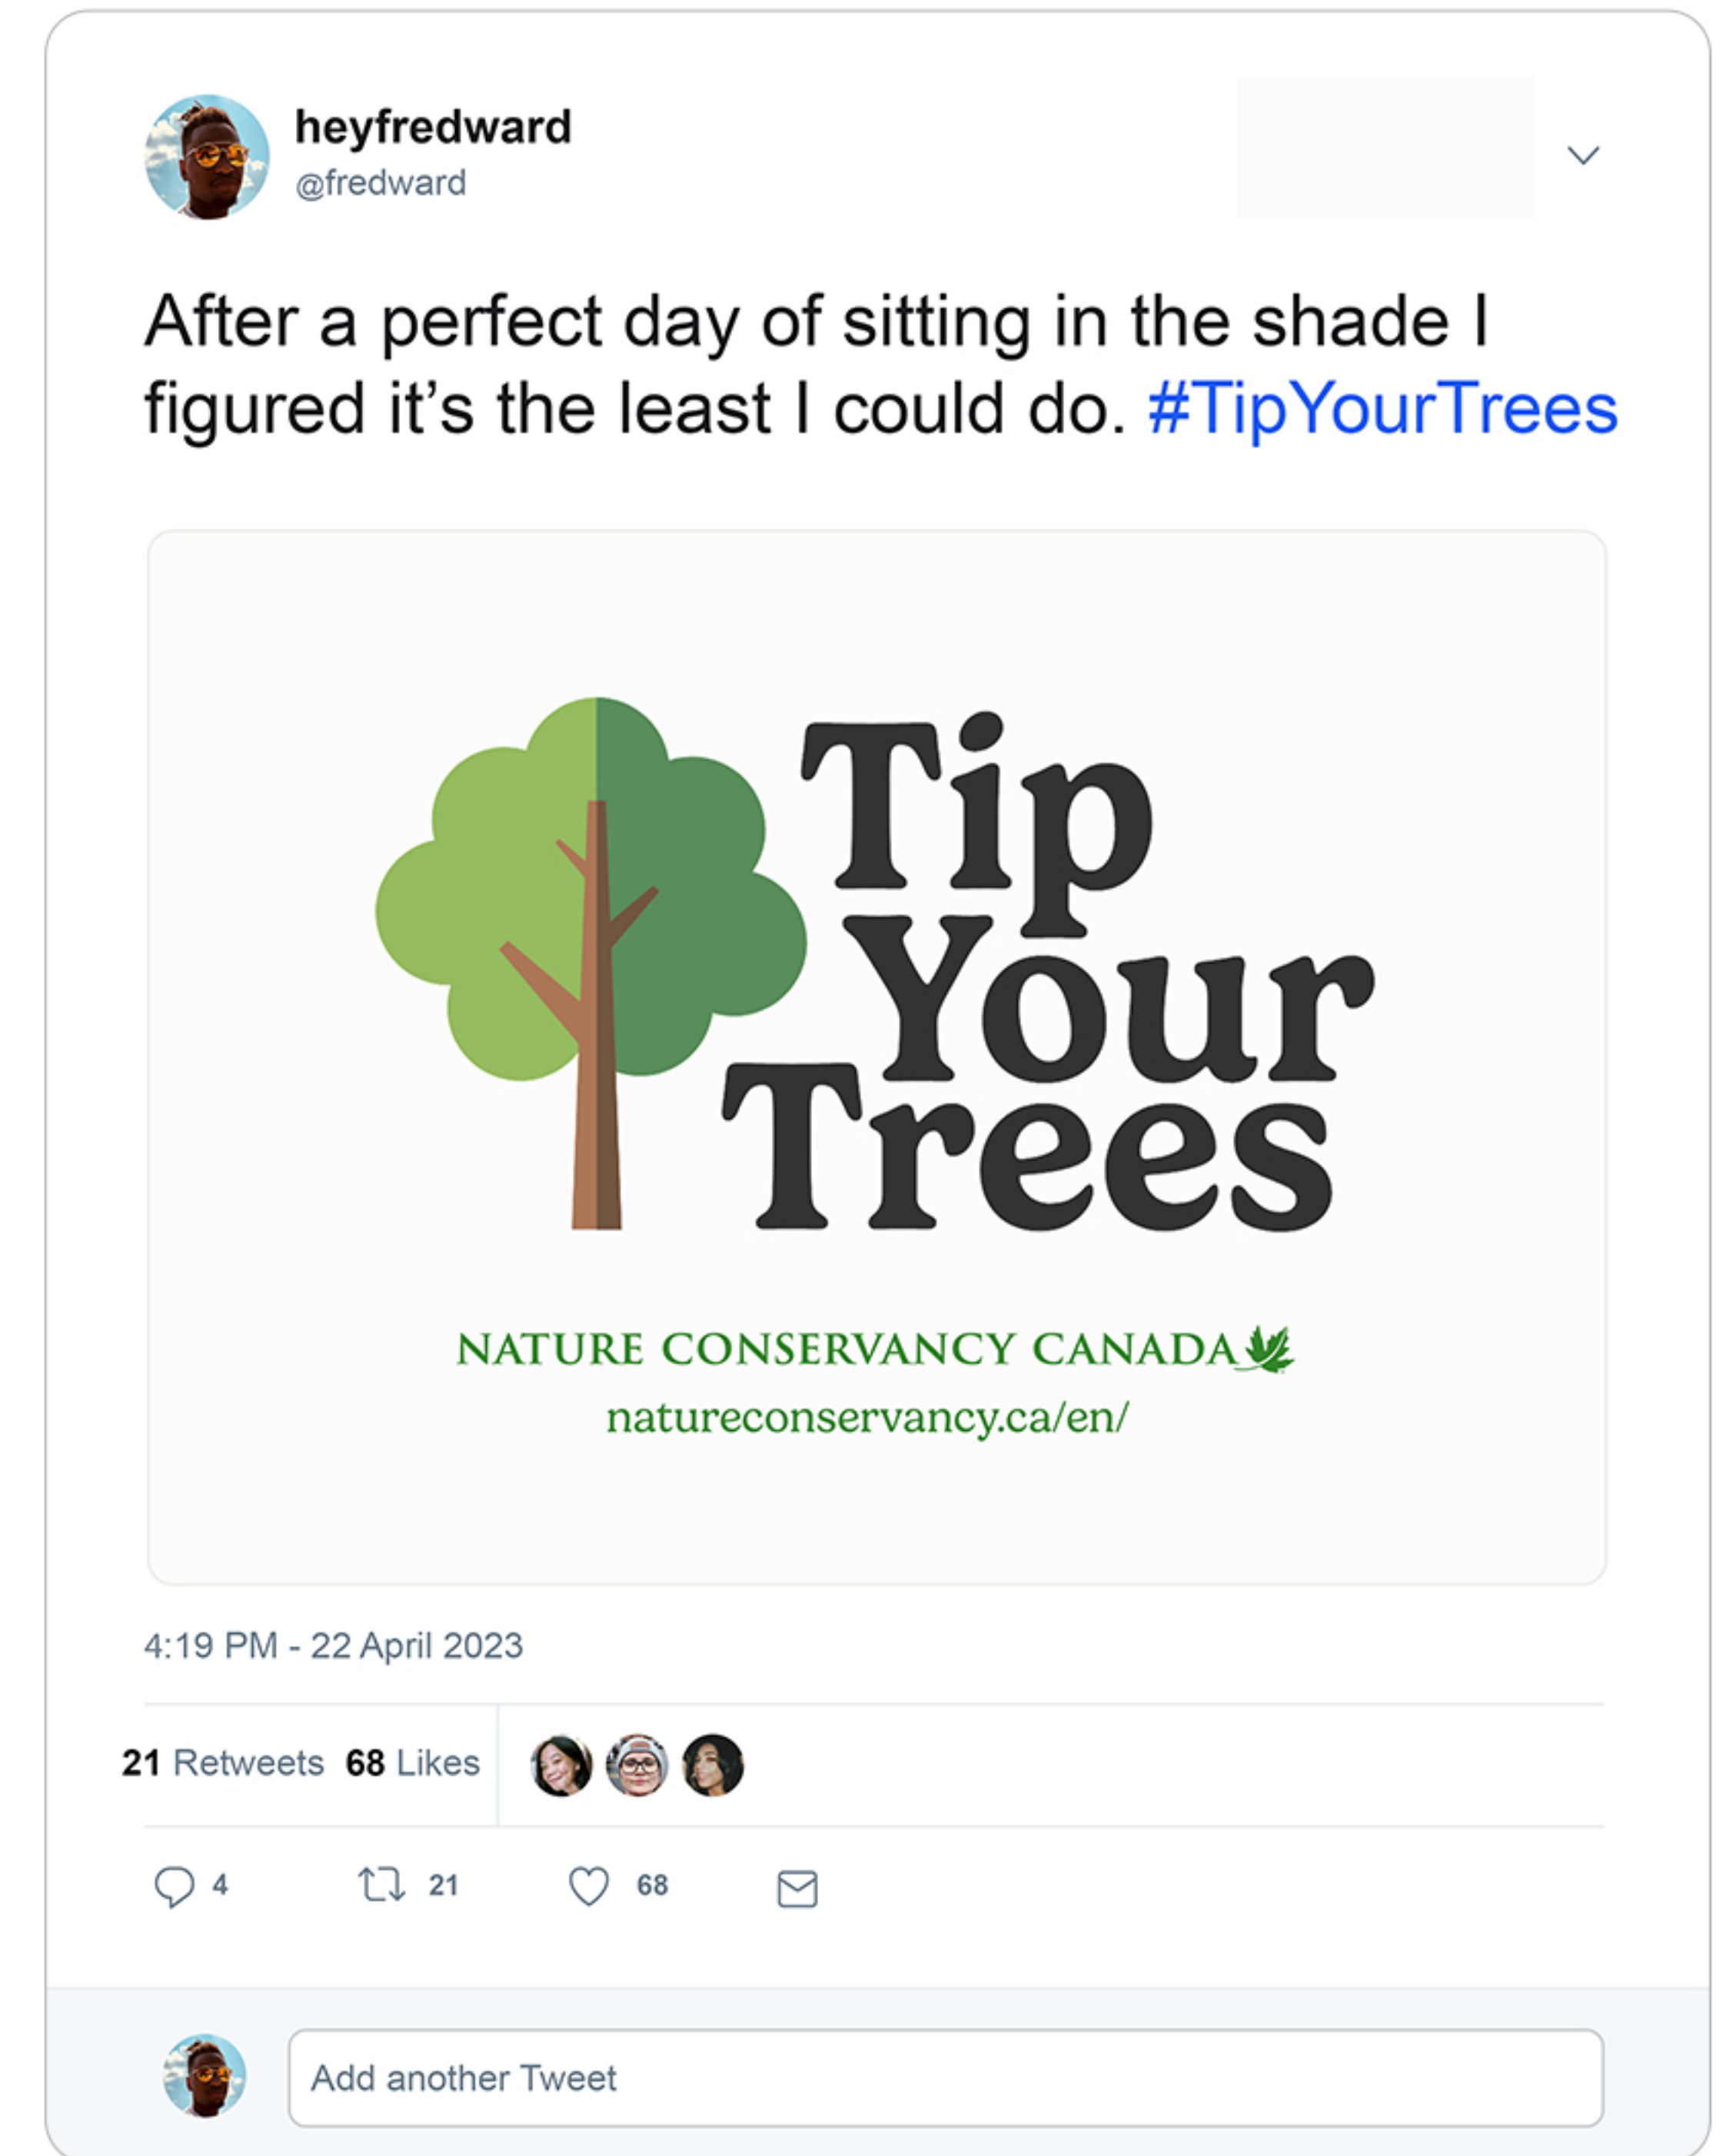 heyfredward
@fredward
After a perfect day of sitting in the shade I
figured it’s the least I could do. #TipYourTrees
Tip
Your
Trees
NATURE CONSERVANCY CANADA
natureconservancy.ca/en/
4:19 PM - 22 April 2023
21 Retweets 68 Likes
4 21 68
Add another Tweet